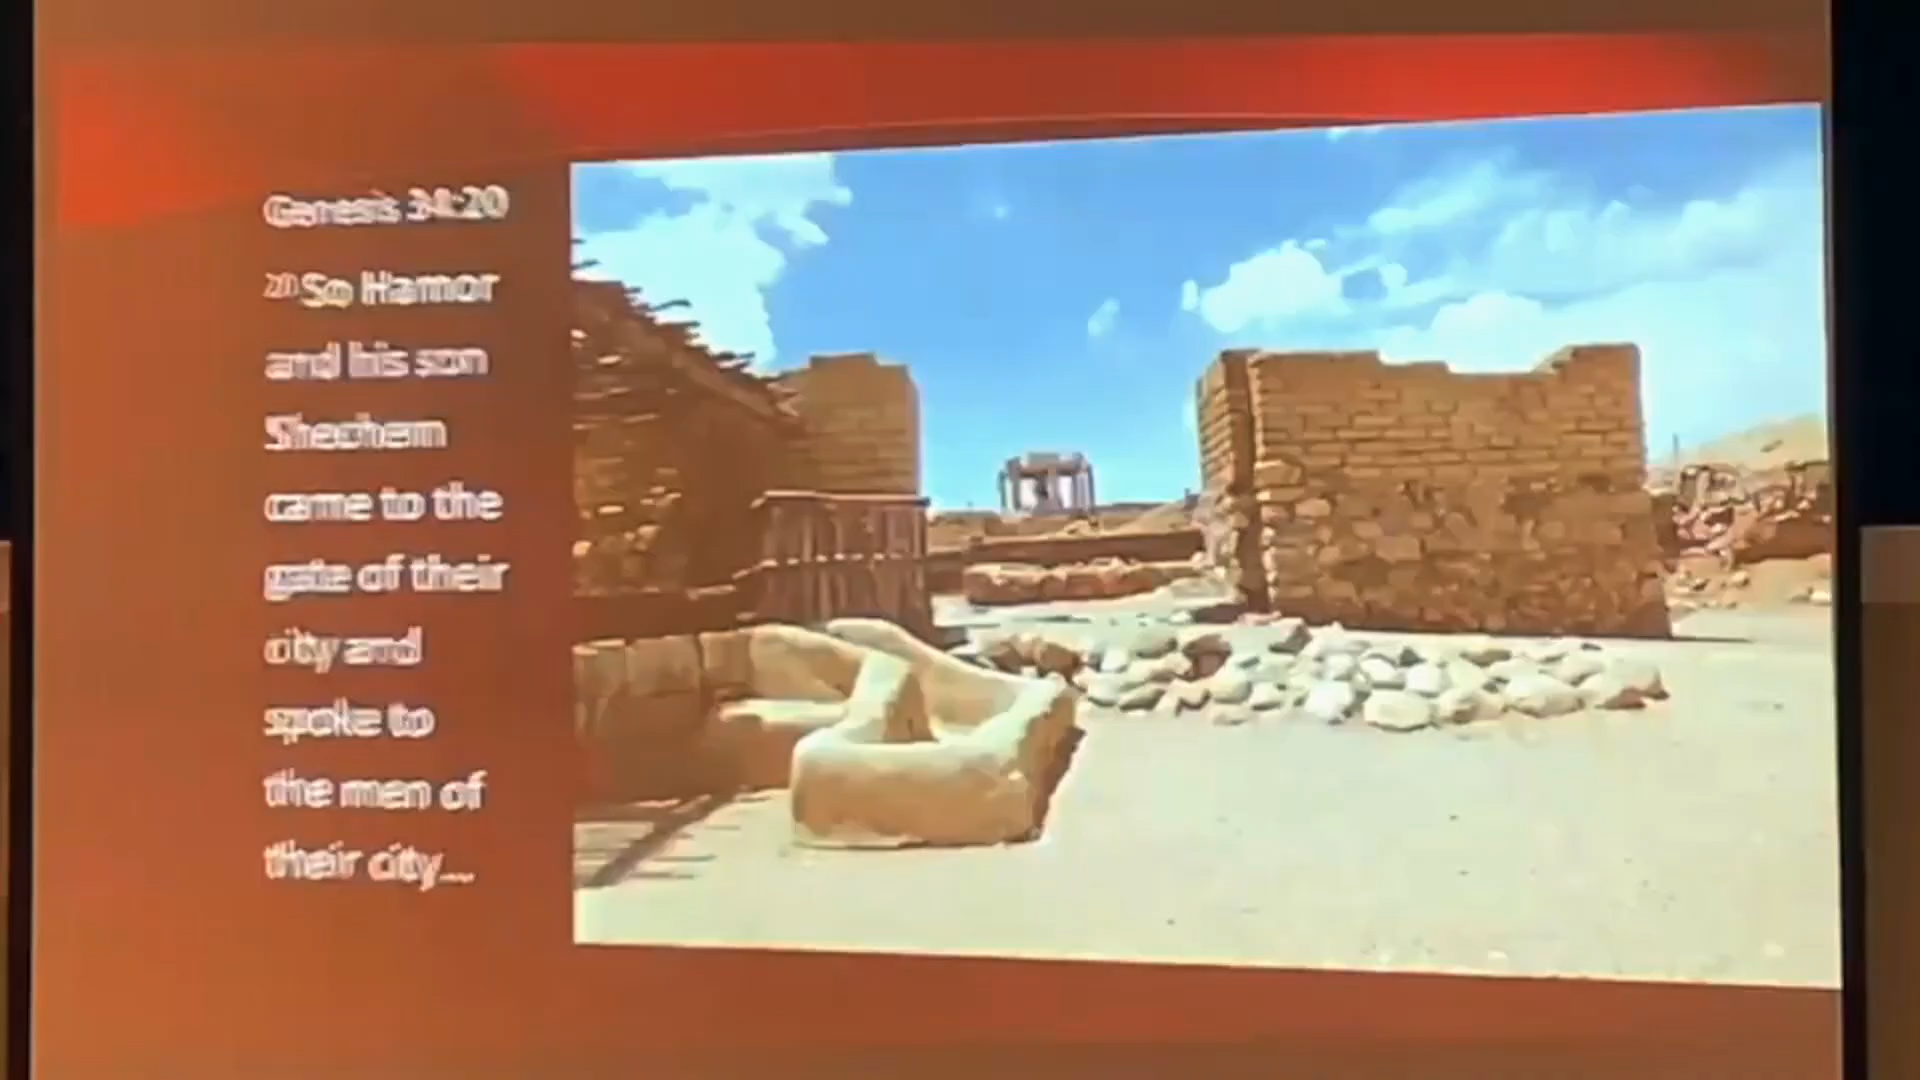 Genesis 34:20
20 So Hamor
and his son
Shechem
came to the
gate of their
city and
spoke to
the men of
their city...